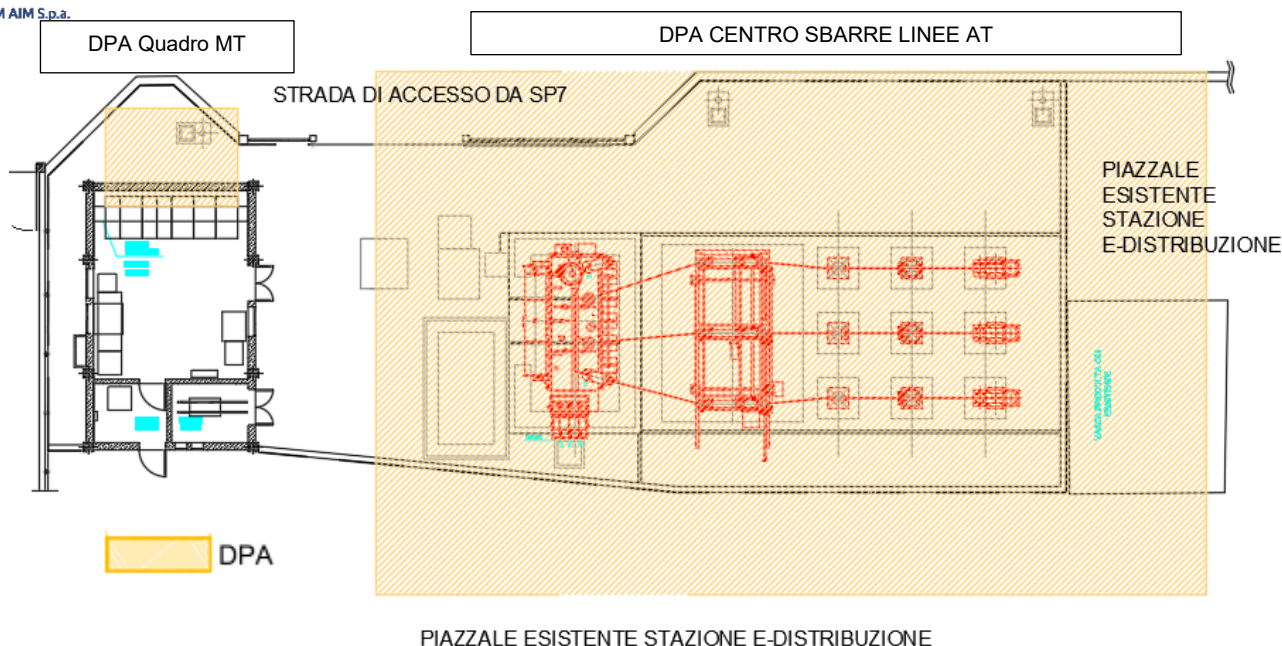 M AIM S.p.a.
DPA Quadro MT
DPA CENTRO SBARRE LINEE AT
STRADA DI ACCESSO DA SP7
PIAZZALE
ESISTENTE
STAZIONE
E-DISTRIBUZIONE
DPA
PIAZZALE ESISTENTE STAZIONE E-DISTRIBUZIONE